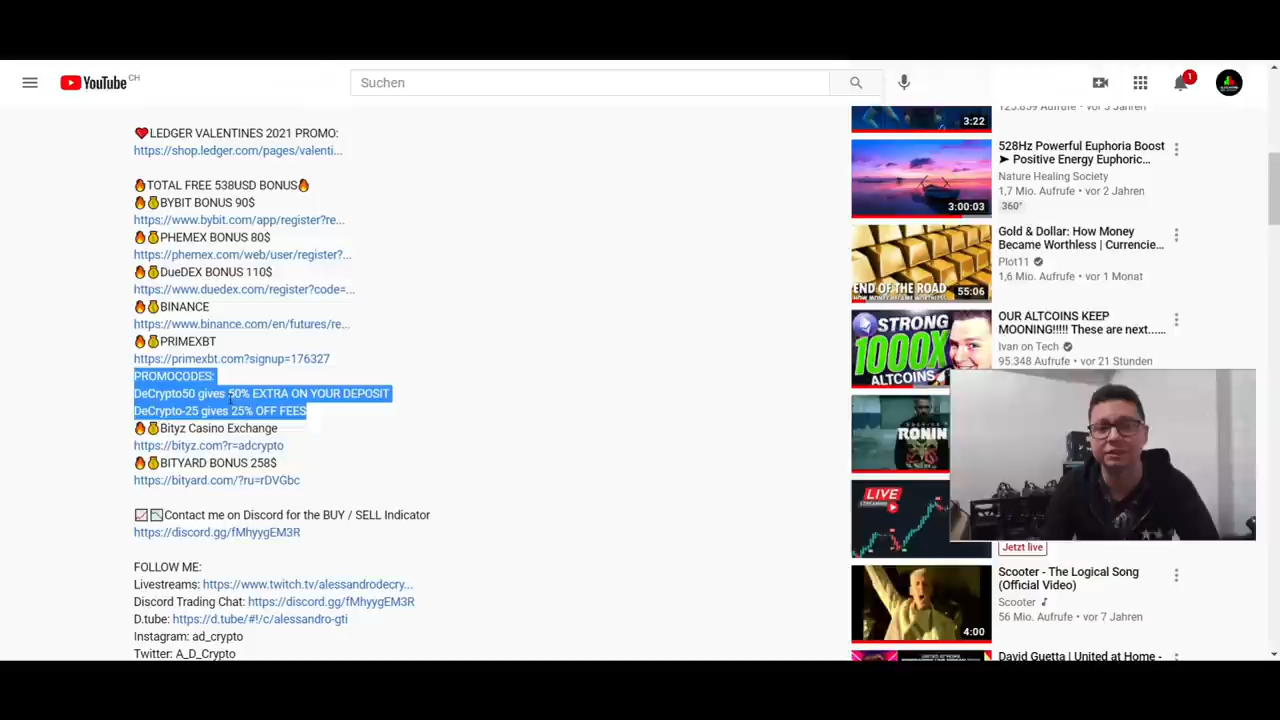 YouTube CH
Suchen
1
❤LEDGER VALENTINES 2021 PROMO:
https://shop.ledger.com/pages/valenti...
🔥TOTAL FREE 538USD BONUS🔥
🔥💰BYBIT BONUS 90$
https://www.bybit.com/app/register?re...
🔥💰PHEMEX BONUS 80$
https://phemex.com/web/user/register?...
🔥💰DueDEX BONUS 110$
https://www.duedex.com/register?code=...
🔥💰BINANCE
https://www.binance.com/en/futures/re...
🔥💰PRIMEXBT
https://primexbt.com?signup=176327
PROMOCODES:
DeCrypto50 gives 50% EXTRA ON YOUR DEPOSIT
DeCrypto-25 gives 25% OFF FEES
🔥💰Bityz Casino Exchange
https://bityz.com?r=adcrypto
🔥💰BITYARD BONUS 258$
https://bityard.com/?ru=rDVGbc
📈📉Contact me on Discord for the BUY / SELL Indicator
https://discord.gg/fMhyygEM3R
FOLLOW ME:
Livestreams: https://www.twitch.tv/alessandrodecry...
Discord Trading Chat: https://discord.gg/fMhyygEM3R
D.tube: https://d.tube/#!/c/alessandro-gti
Instagram: ad_crypto
Twitter: A_D_Crypto
3:22
3:00:03
528Hz Powerful Euphoria Boost
➤ Positive Energy Euphoric...
Nature Healing Society
1,7 Mio. Aufrufe • vor 2 Jahren
360°
END OF THE ROAD
55:06
Gold & Dollar: How Money
Became Worthless | Currencie...
Plot11
1,6 Mio. Aufrufe • vor 1 Monat
STRONG
1000X
ALTCOINS
OUR ALTCOINS KEEP
MOONING!!!!! These are next......
Ivan on Tech
95.348 Aufrufe • vor 21 Stunden
RONIN
LIVE
STREAMING
Jetzt live
4:00
Scooter - The Logical Song
(Official Video)
Scooter
56 Mio. Aufrufe • vor 7 Jahren
David Guetta | United at Home -